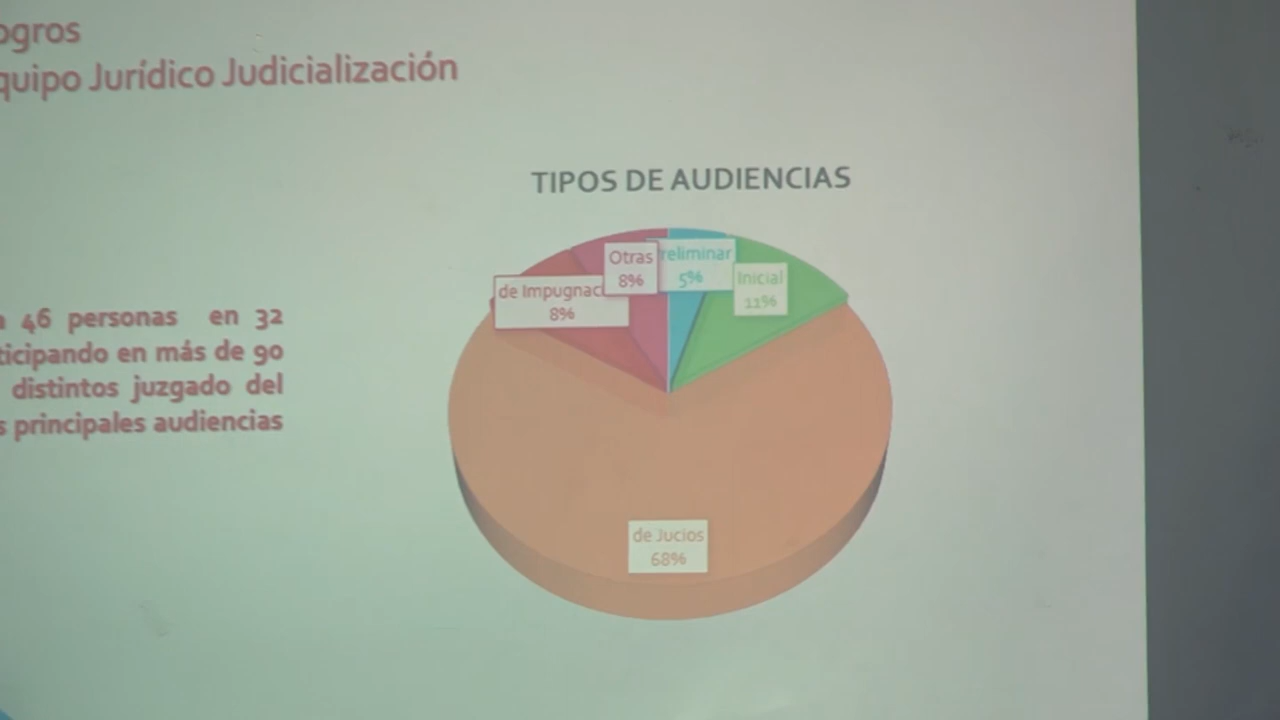 ogros
quipo Jurídico Judicialización
TIPOS DE AUDIENCIAS
Otras
8%
reliminar
5%
de Impugnaci
8%
Inicial
11%
46 personas en 32
ticipando en más de 90
distintos juzgado del
s principales audiencias
de Jucios
68%